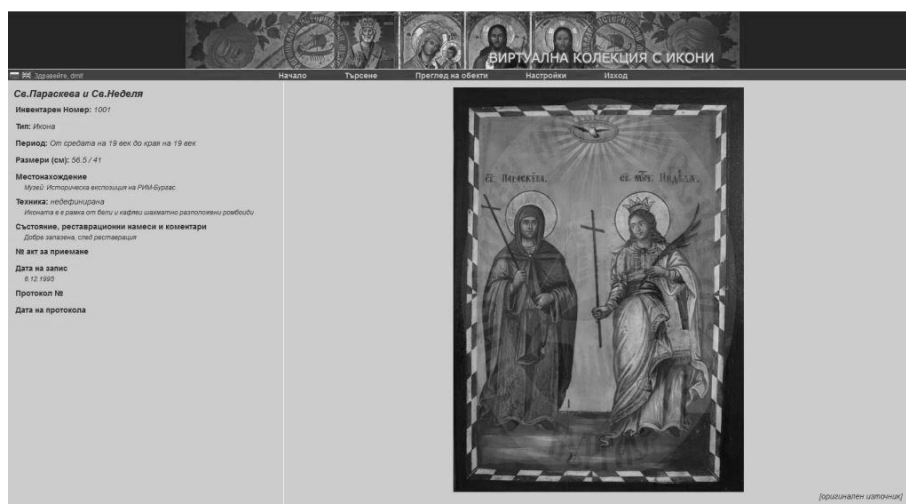 ВИРТУАЛНА КОЛЕКЦИЯ С ИКОНИ
Здравейте, dmit
Начало Търсене Преглед на обекти Настройки Изход
Св.Параскева и Св.Неделя
Инвентарен Номер: 1001
Тип: Икона
Период: От средата на 19 век до края на 19 век
Размери (см): 56.5 / 41
Местонахождение
Музей: Историческа експозиция на РИМ-Бургас.
Техника: недефинирана
Иконата е в рамка от бели и кафяви шахматно разположени ромбоиди
Състояние, реставрационни намеси и коментари
Добре запазена, след реставрация
№ акт за приемане
Дата на запис
6.12.1995
Протокол №
Дата на протокола
[оригинален източник]